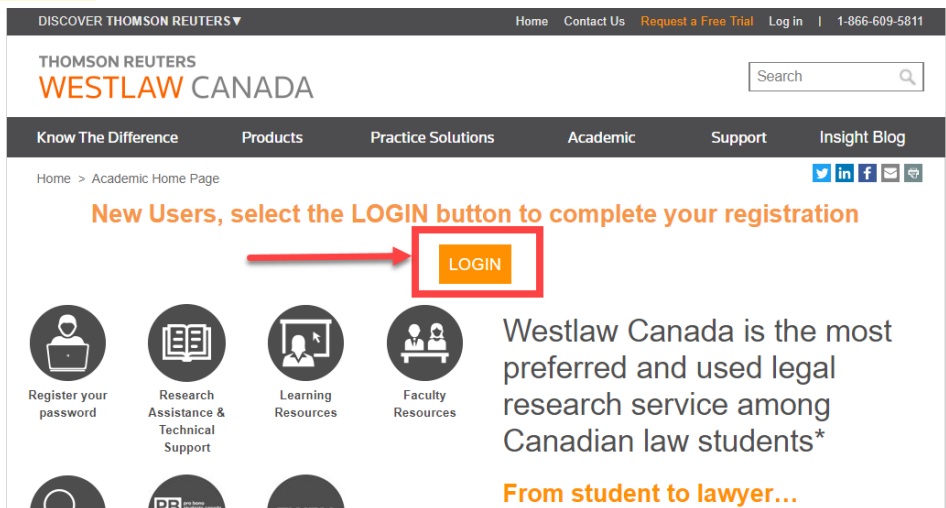 DISCOVER THOMSON REUTERS▼ Home Contact Us Request a Free Trial Log in | 1-866-609-5811
THOMSON REUTERS
WESTLAW CANADA
Search
Know The Difference Products Practice Solutions Academic Support Insight Blog
Home > Academic Home Page
New Users, select the LOGIN button to complete your registration
LOGIN
Register your
password
Research
Assistance &
Technical
Support
Learning
Resources
Faculty
Resources
Westlaw Canada is the most
preferred and used legal
research service among
Canadian law students*
From student to lawyer…
PB pro bono